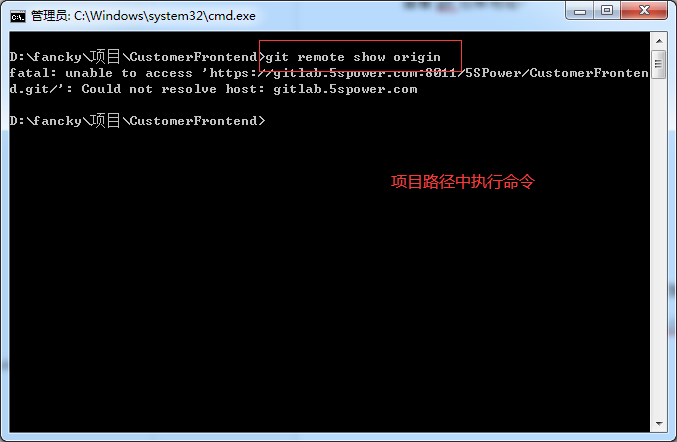 管理员: C:\Windows\system32\cmd.exe
D:\fancky\项目\CustomerFrontend>git remote show origin
fatal: unable to access 'https://gitlab.5spower.com:8011/5SPower/CustomerFronten
d.git/': Could not resolve host: gitlab.5spower.com
D:\fancky\项目\CustomerFrontend>
项目路径中执行命令